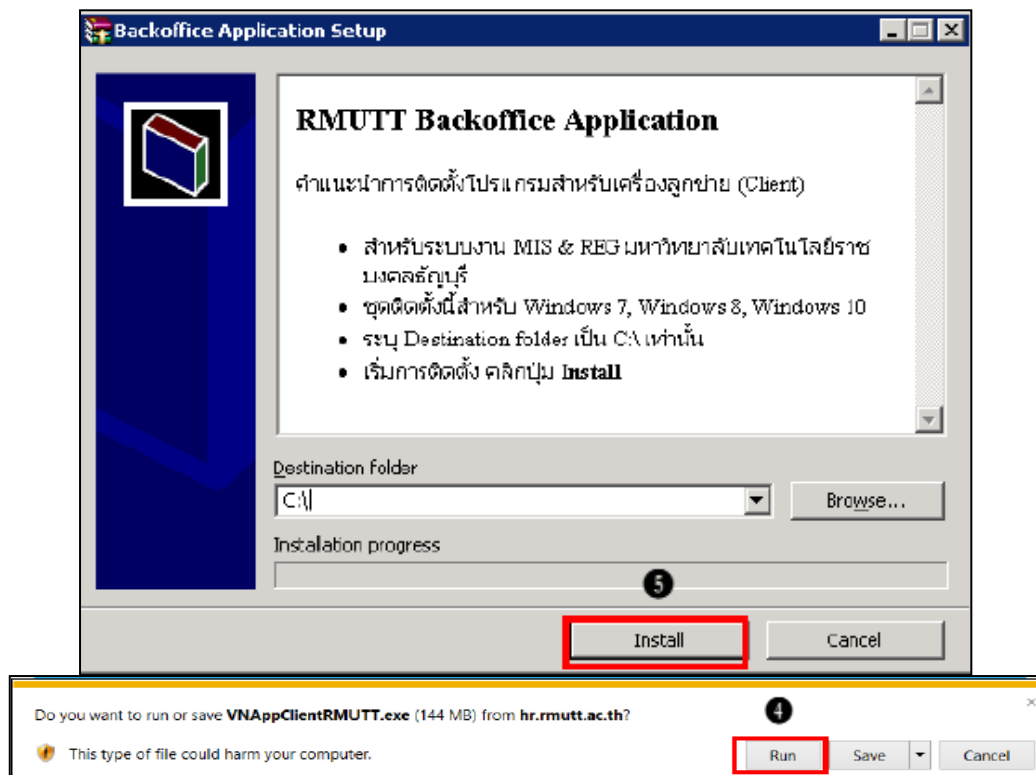 Backoffice Application Setup
RMUTT Backoffice Application
คำแนะนำการติดตั้งโปรแกรมสำหรับเครื่องลูกข่าย (Client)
● สำหรับระบบงาน MIS & REG มหาวิทยาลับเทคโนโลยีราช
มงคลธัญบุรี
● ชุดติดตั้งนี้สำหรับ Windows 7, Windows 8, Windows 10
● ระบุ Destination folder เป็น C:\ เท่านั้น
● เริ่มการติดตั้ง คลิกปุ่ม Install
Destination folder
C:\
Browse...
Installation progress
5
Install
Cancel
Do you want to run or save VNAppClientRMUTT.exe (144 MB) from hr.rmutt.ac.th?
4
This type of file could harm your computer.
Run
Save
Cancel